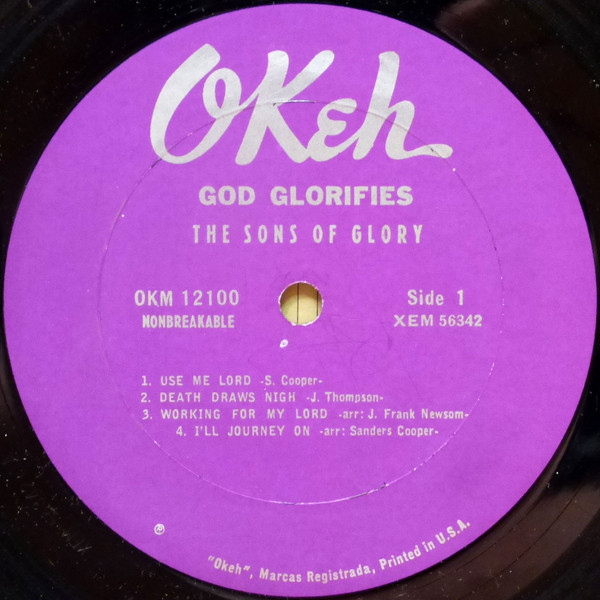 OKeh
GOD GLORIFIES
THE SONS OF GLORY
OKM 12100
NONBREAKABLE
Side 1
XEM 56342
1. USE ME LORD -S. Cooper-
2. DEATH DRAWS NIGH -J. Thompson-
3. WORKING FOR MY LORD -arr: J. Frank Newsom-
4. I'LL JOURNEY ON -arr: Sanders Cooper-
℗
"Okeh", Marcas Registrada, Printed in U.S.A.